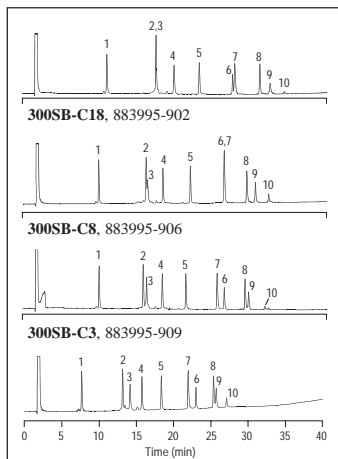 1 2,3 4 5 6 7 8 9 10
300SB-C18, 883995-902
1 2 3 4 5 6,7 8 9 10
300SB-C8, 883995-906
1 2 3 4 5 7 6 8 9 10
300SB-C3, 883995-909
1 2 3 4 5 7 6 8 9 10
0 5 10 15 20 25 30 35 40
Time (min)